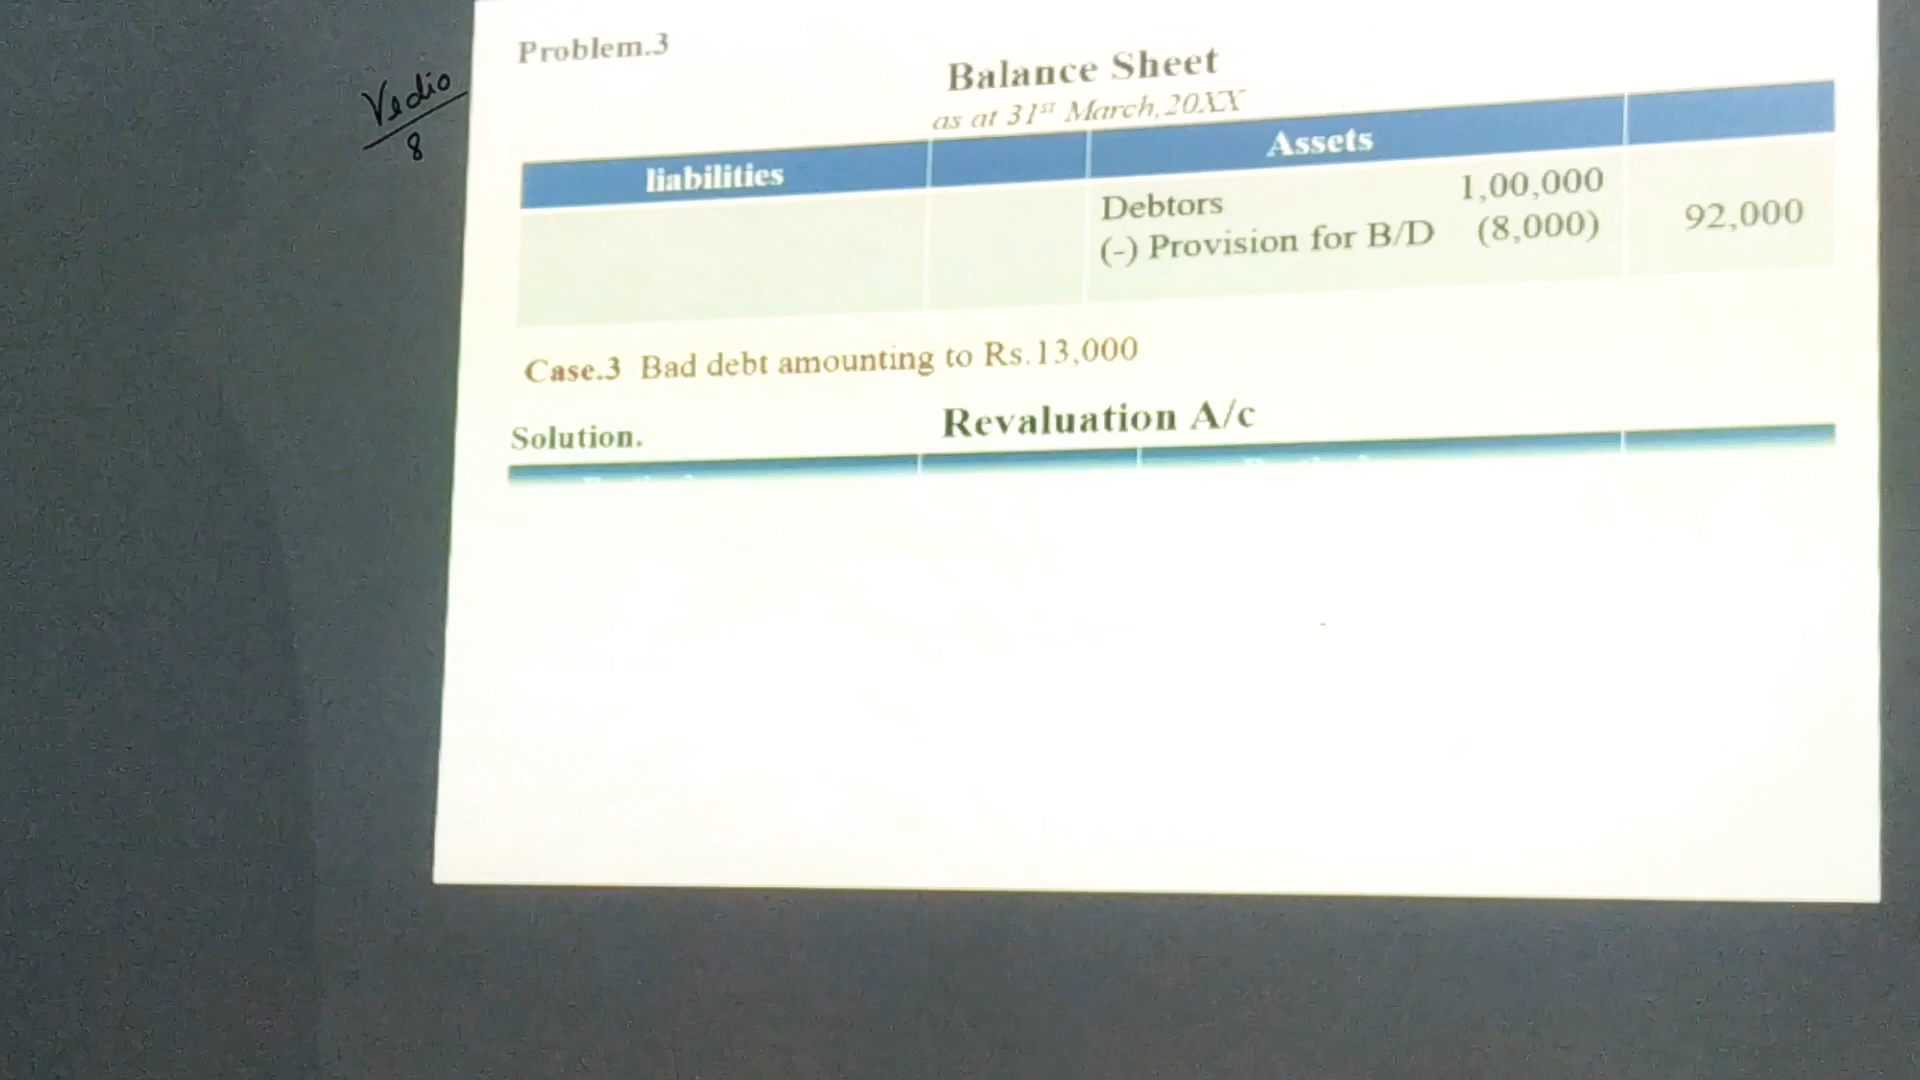 Problem.3
Vedio
8
Balance Sheet
as at 31st March,20XX
liabilities Assets
Debtors 1,00,000
(-) Provision for B/D (8,000) 92,000
Case.3 Bad debt amounting to Rs.13,000
Solution. Revaluation A/c